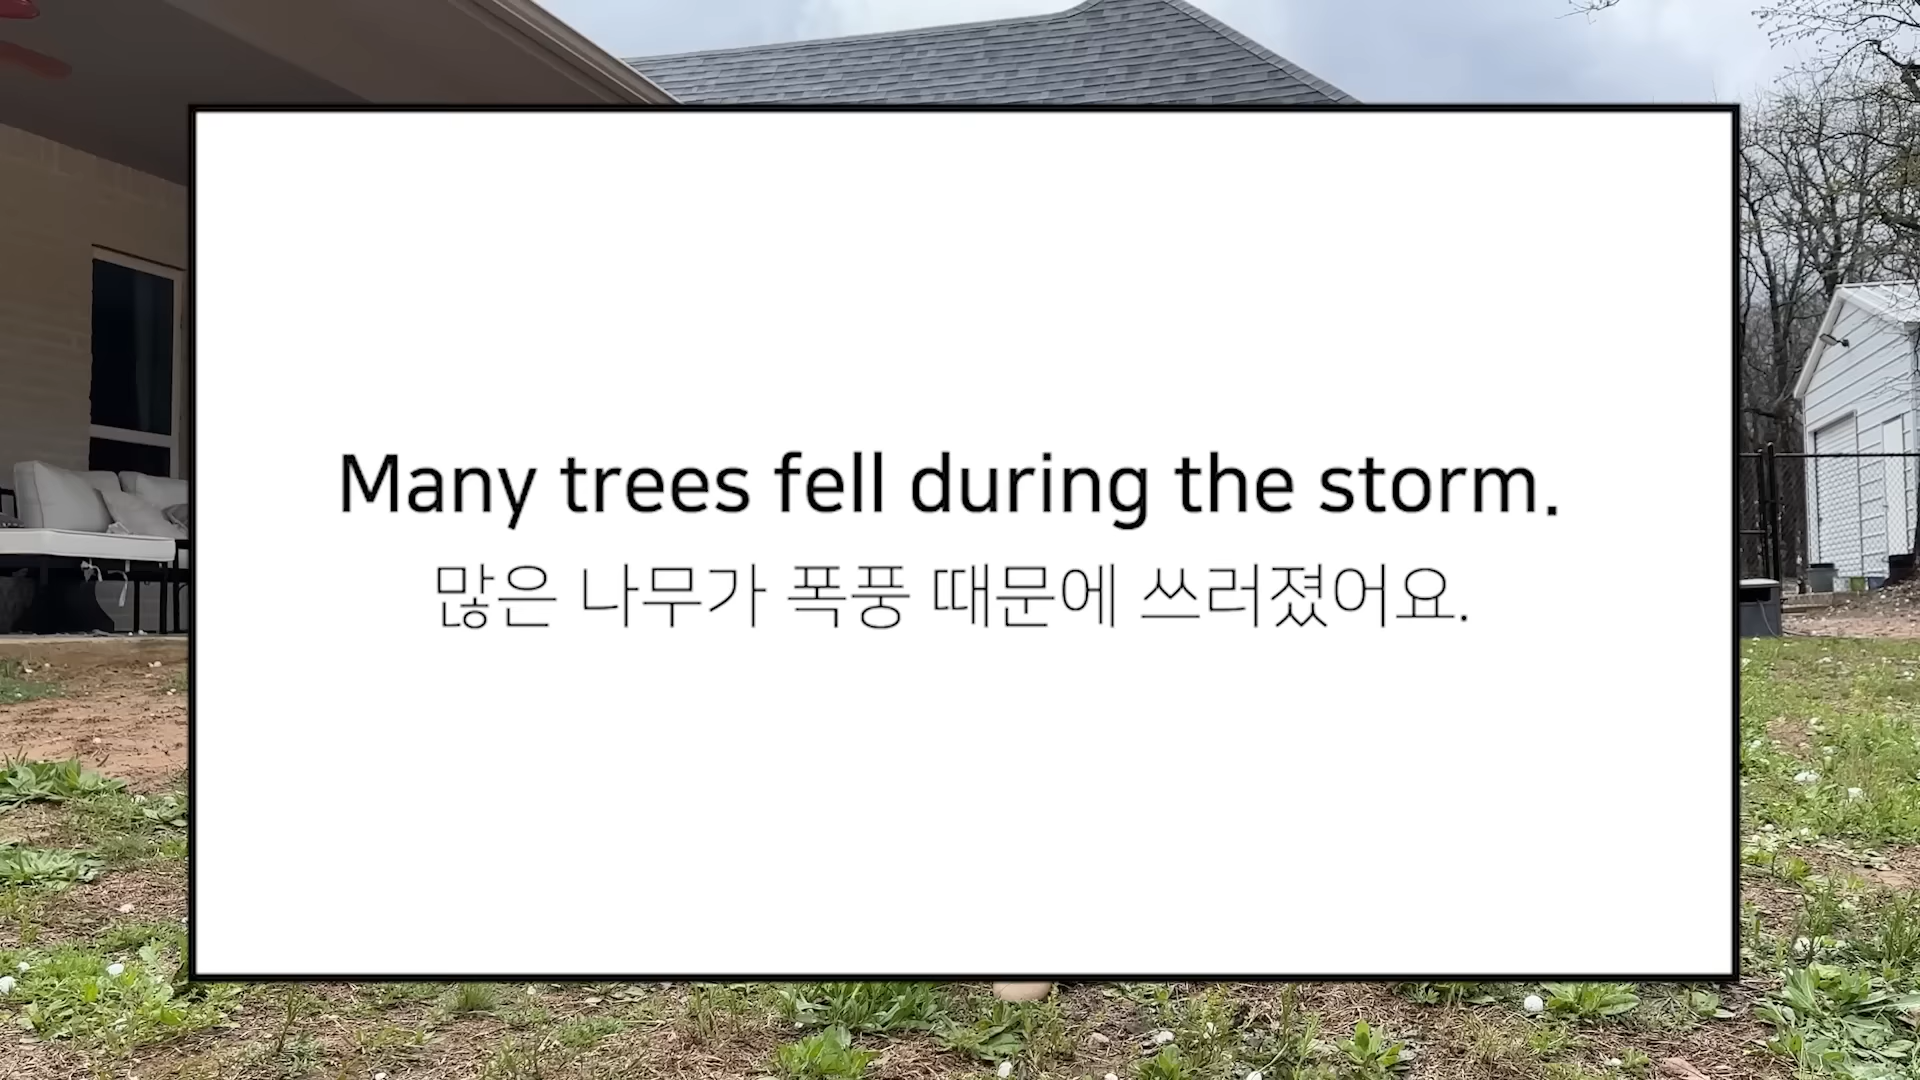 Many trees fell during the storm.
많은 나무가 폭풍 때문에 쓰러졌어요.